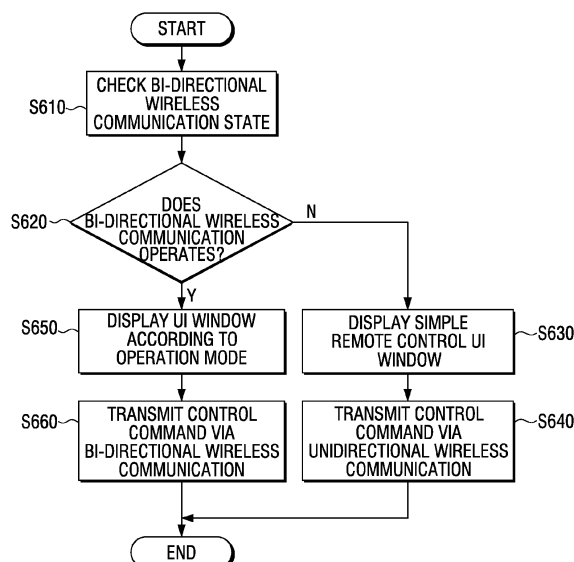 START
CHECK BI-DIRECTIONAL
WIRELESS
COMMUNICATION STATE
S610
DOES
BI-DIRECTIONAL WIRELESS
COMMUNICATION
OPERATES?
S620
N
Y
DISPLAY UI WINDOW
ACCORDING TO
OPERATION MODE
S650
DISPLAY SIMPLE
REMOTE CONTROL UI
WINDOW
S630
TRANSMIT CONTROL
COMMAND VIA
BI-DIRECTIONAL WIRELESS
COMMUNICATION
S660
TRANSMIT CONTROL
COMMAND VIA
UNIDIRECTIONAL WIRELESS
COMMUNICATION
S640
END